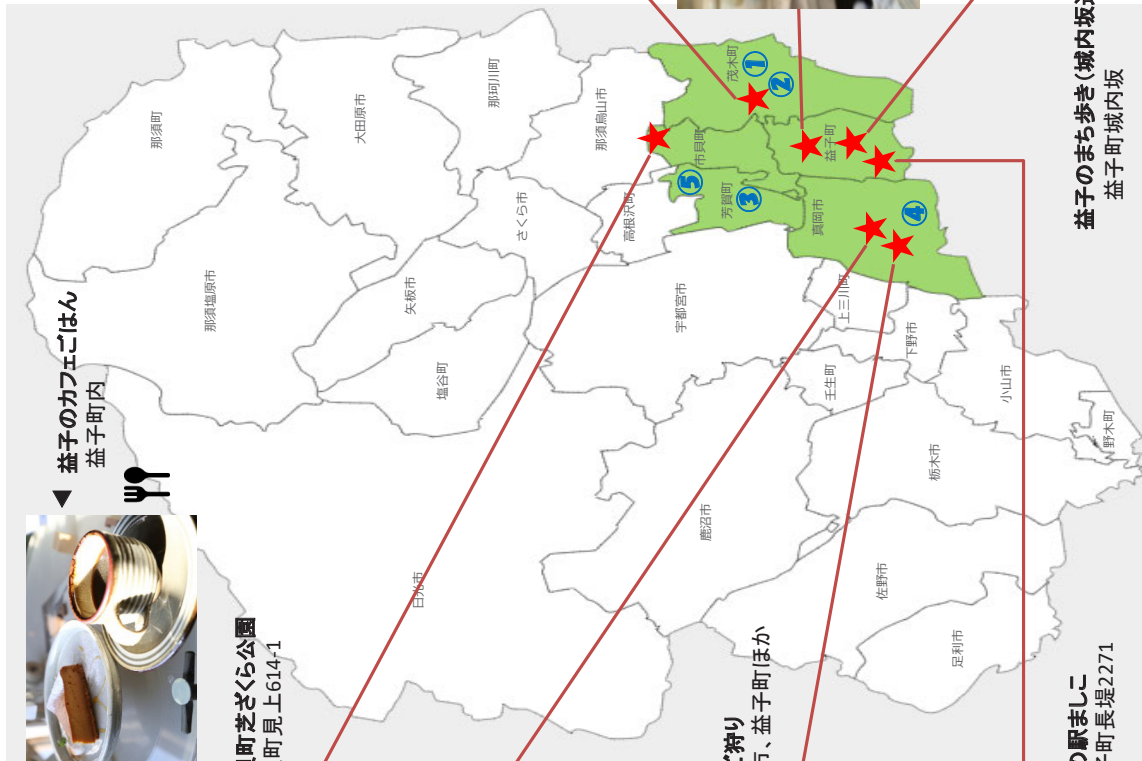 益子のカフェごはん
益子町内
町芝ざくら公園
町見上614-1
狩り
市、益子町ほか
の駅ましこ
子町長堤2271
益子のまち歩き(城内坂通
益子町城内坂
那須町
大田原市
那珂川町
那須烏山市
茂木町
①
②
市貝町
益子町
⑤
芳賀町
③
真岡市
④
さくら市
高根沢町
那須塩原市
矢板市
塩谷町
宇都宮市
上三川町
下野市
壬生町
小山市
野木町
栃木市
鹿沼市
日光市
佐野市
足利市